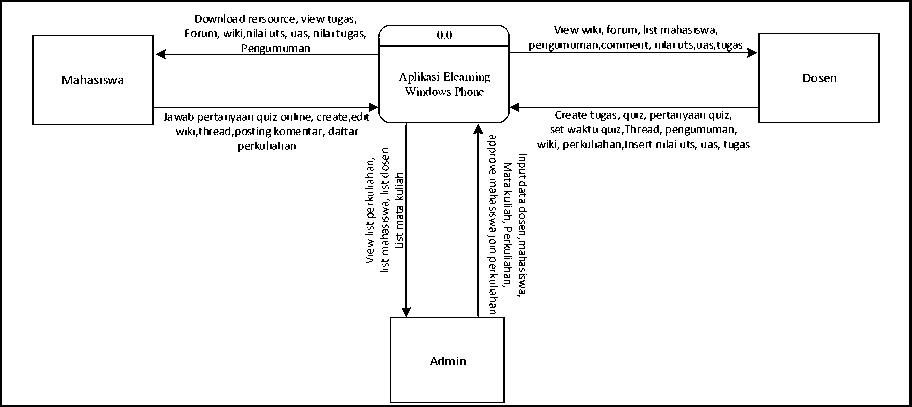 Download rersource, view tugas,
Forum, wiki,nilai uts, uas, nilai tugas,
Pengumuman
Mahasiswa
Jawab pertanyaan quiz online, create,edit
wiki,thread,posting komentar, daftar
perkuliahan
0.0
Aplikasi Elearning
Windows Phone
View wiki, forum, list mahasiswa,
pengumuman,comment, nilai uts,uas,tugas
Dosen
Create tugas, quiz, pertanyaan quiz,
set waktu quiz,Thread, pengumuman,
wiki, perkuliahan,Insert nilai uts, uas, tugas
View list perkuliahan,
list mahasiswa, list dosen
List mata kuliah
Input data dosen,mahasiswa,
Mata kuliah, Perkuliahan,
approve mahasiswa join perkuliahan
Admin